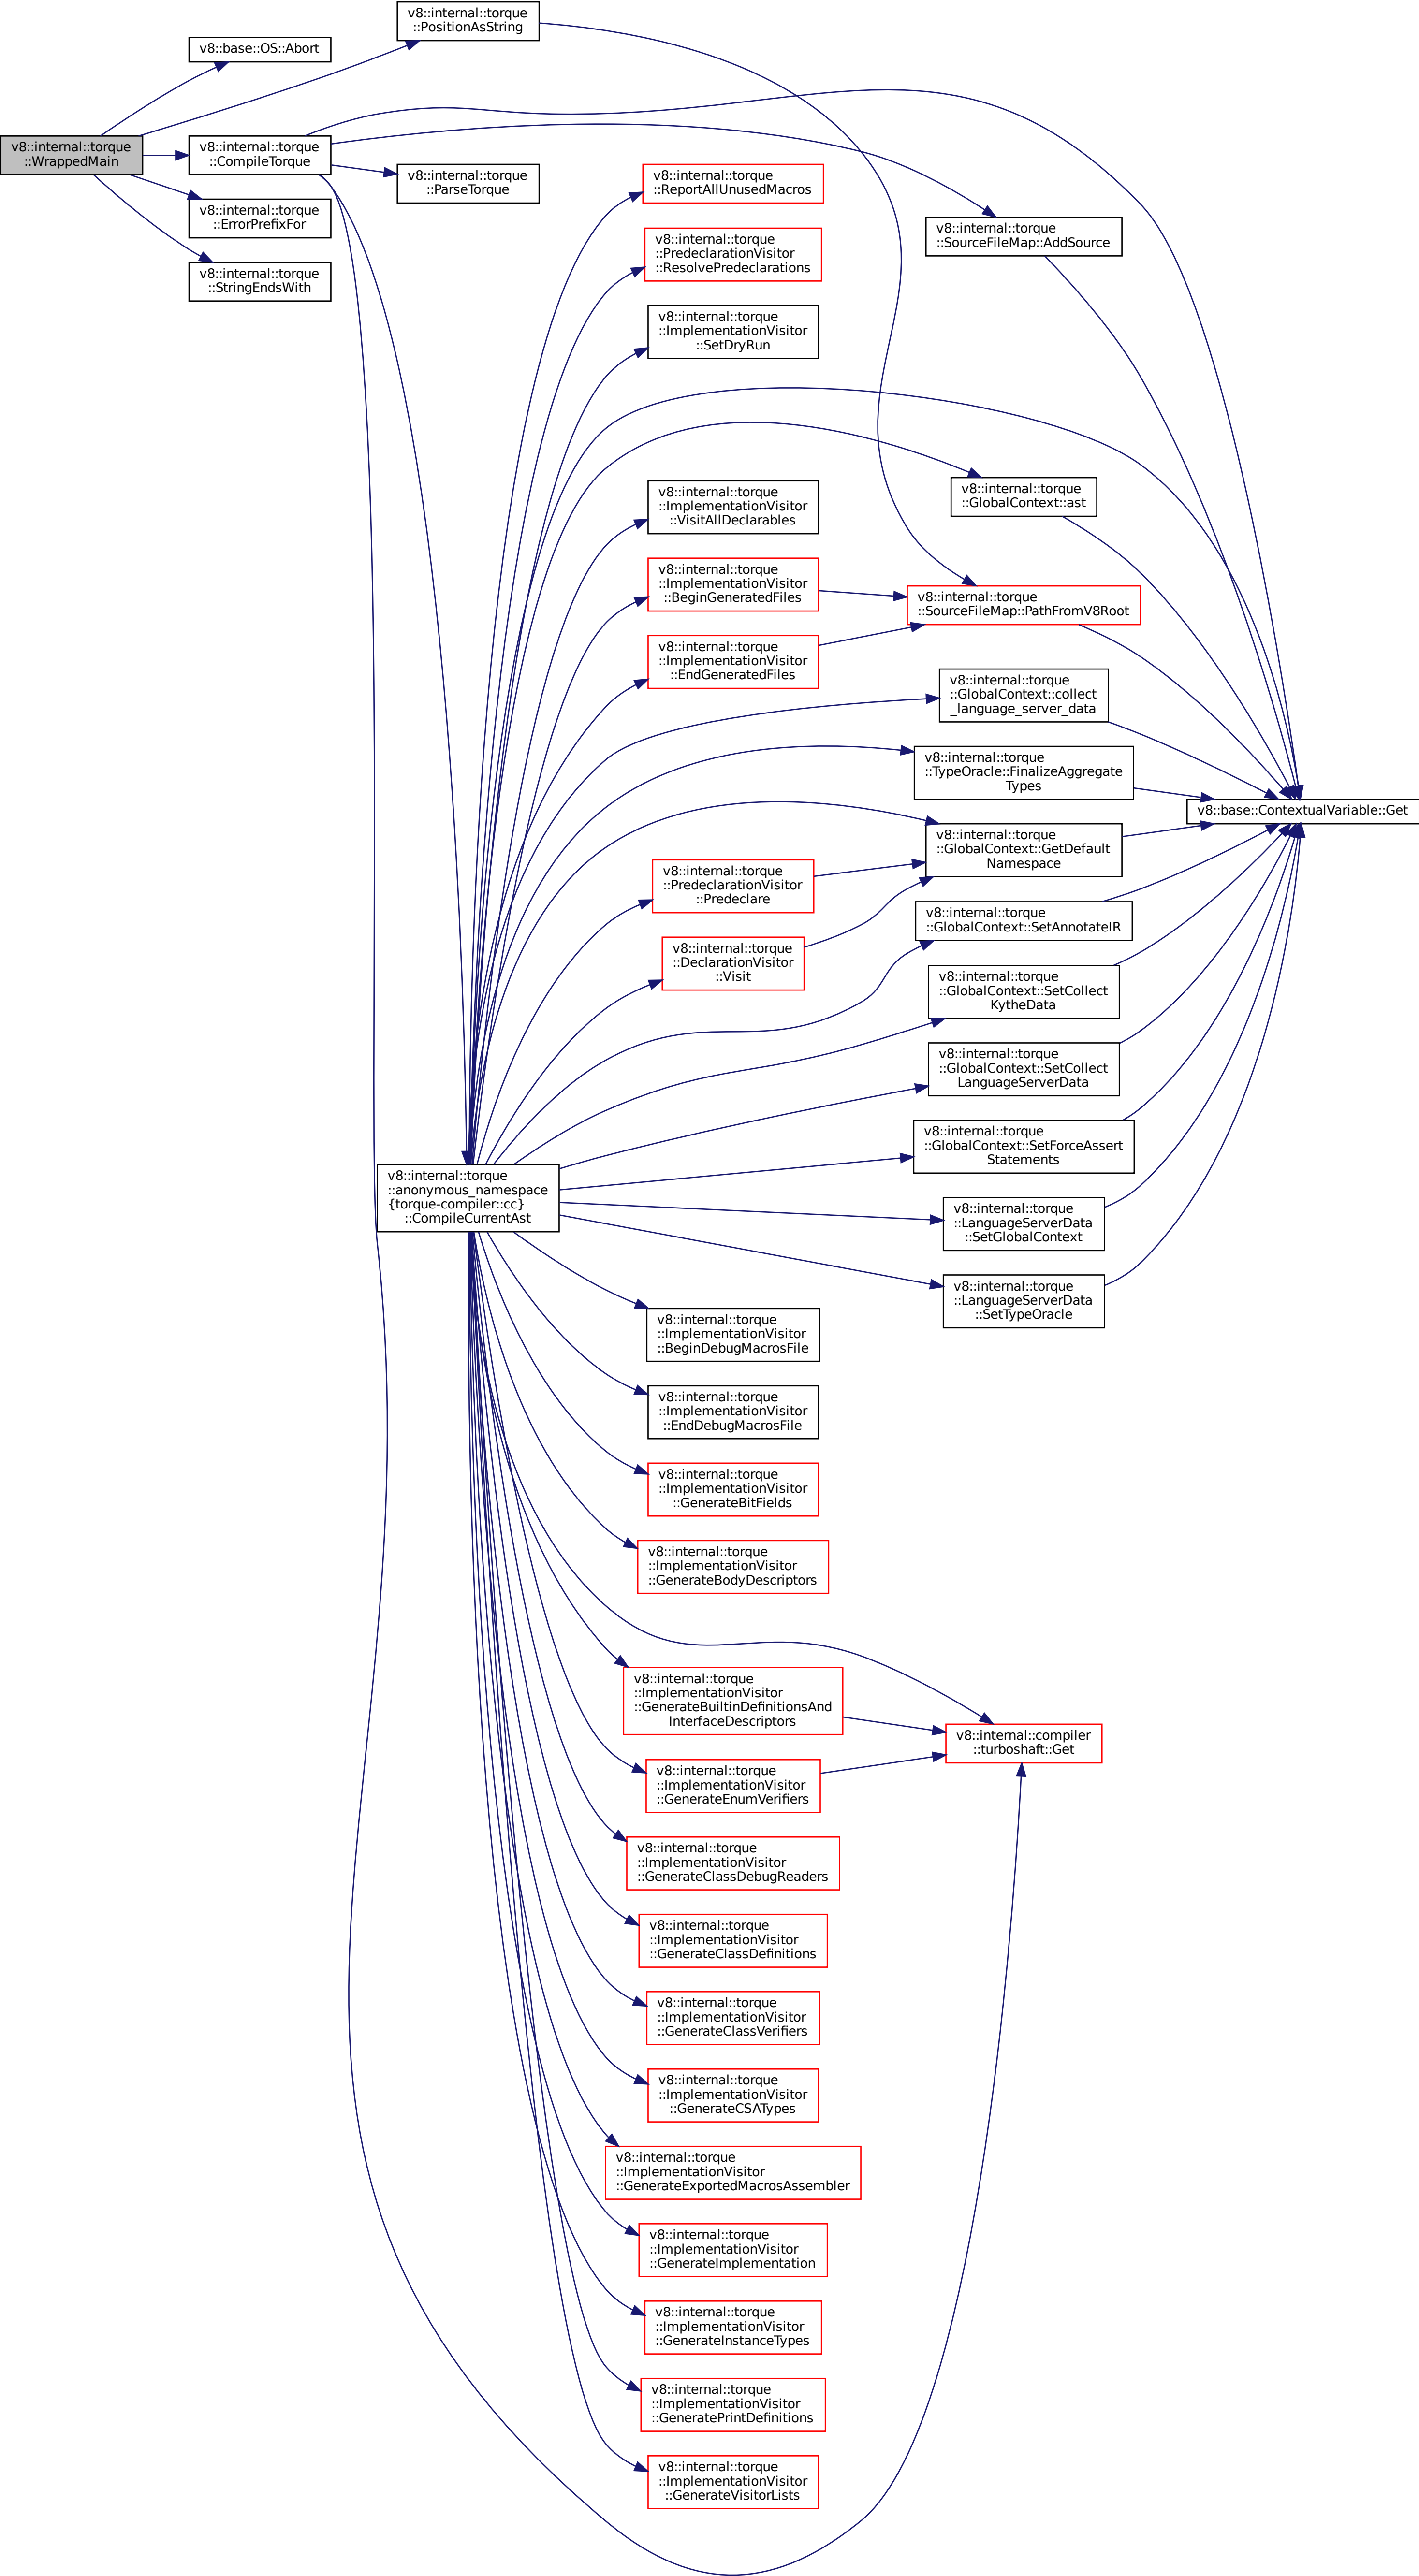 v8::internal::torque
::PositionAsString
v8::base::OS::Abort
v8::internal::torque
::WrappedMain
v8::internal::torque
::CompileTorque
v8::internal::torque
::ParseTorque
v8::internal::torque
::ErrorPrefixFor
v8::internal::torque
::StringEndsWith
v8::internal::torque
::ReportAllUnusedMacros
v8::internal::torque
::PredeclarationVisitor
::ResolvePredeclarations
v8::internal::torque
::SourceFileMap::AddSource
v8::internal::torque
::ImplementationVisitor
::SetDryRun
v8::internal::torque
::GlobalContext::ast
v8::internal::torque
::ImplementationVisitor
::VisitAllDeclarables
v8::internal::torque
::ImplementationVisitor
::BeginGeneratedFiles
v8::internal::torque
::SourceFileMap::PathFromV8Root
v8::internal::torque
::ImplementationVisitor
::EndGeneratedFiles
v8::internal::torque
::GlobalContext::collect
_language_server_data
v8::internal::torque
::TypeOracle::FinalizeAggregate
Types
v8::base::ContextualVariable::Get
v8::internal::torque
::GlobalContext::GetDefault
Namespace
v8::internal::torque
::PredeclarationVisitor
::Predeclare
v8::internal::torque
::GlobalContext::SetAnnotateIR
v8::internal::torque
::DeclarationVisitor
::Visit
v8::internal::torque
::GlobalContext::SetCollect
KytheData
v8::internal::torque
::GlobalContext::SetCollect
LanguageServerData
v8::internal::torque
::GlobalContext::SetForceAssert
Statements
v8::internal::torque
::anonymous_namespace
{torque-compiler::cc}
::CompileCurrentAst
v8::internal::torque
::LanguageServerData
::SetGlobalContext
v8::internal::torque
::LanguageServerData
::SetTypeOracle
v8::internal::torque
::ImplementationVisitor
::BeginDebugMacrosFile
v8::internal::torque
::ImplementationVisitor
::EndDebugMacrosFile
v8::internal::torque
::ImplementationVisitor
::GenerateBitFields
v8::internal::torque
::ImplementationVisitor
::GenerateBodyDescriptors
v8::internal::torque
::ImplementationVisitor
::GenerateBuiltinDefinitionsAnd
InterfaceDescriptors
v8::internal::compiler
::turboshaft::Get
v8::internal::torque
::ImplementationVisitor
::GenerateEnumVerifiers
v8::internal::torque
::ImplementationVisitor
::GenerateClassDebugReaders
v8::internal::torque
::ImplementationVisitor
::GenerateClassDefinitions
v8::internal::torque
::ImplementationVisitor
::GenerateClassVerifiers
v8::internal::torque
::ImplementationVisitor
::GenerateCSATypes
v8::internal::torque
::ImplementationVisitor
::GenerateExportedMacrosAssembler
v8::internal::torque
::ImplementationVisitor
::GenerateImplementation
v8::internal::torque
::ImplementationVisitor
::GenerateInstanceTypes
v8::internal::torque
::ImplementationVisitor
::GeneratePrintDefinitions
v8::internal::torque
::ImplementationVisitor
::GenerateVisitorLists